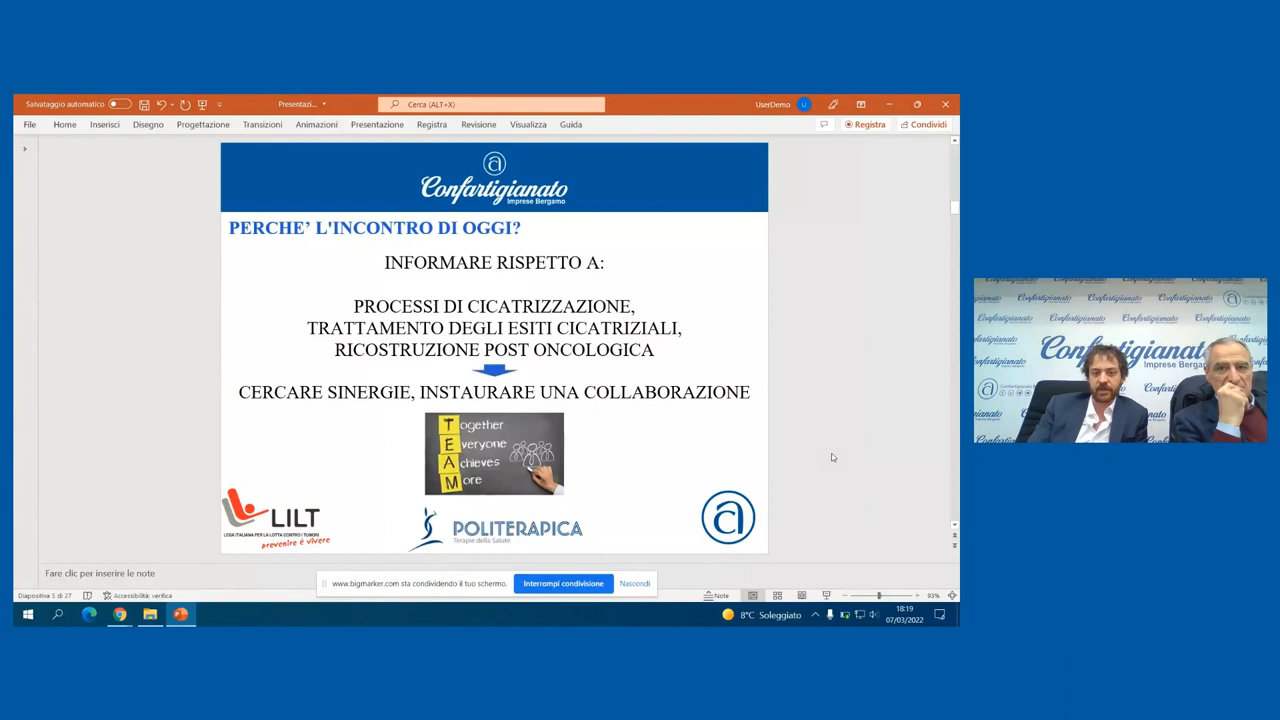 Salvataggio automatico
Presentazi...
Cerca (ALT+X)
UserDemo
U
File
Home
Inserisci
Disegno
Progettazione
Transizioni
Animazioni
Presentazione
Registra
Revisione
Visualizza
Guida
Registra
Condividi
a
Confartigianato
Imprese Bergamo
PERCHE’ L'INCONTRO DI OGGI?
INFORMARE RISPETTO A:
PROCESSI DI CICATRIZZAZIONE,
TRATTAMENTO DEGLI ESITI CICATRIZIALI,
RICOSTRUZIONE POST ONCOLOGICA
CERCARE SINERGIE, INSTAURARE UNA COLLABORAZIONE
Together
Everyone
Achieves
More
LILT
LEGA ITALIANA PER LA LOTTA CONTRO I TUMORI
prevenire è vivere
POLITERAPICA
Terapie della Salute
a
Confartigianato
Imprese Bergamo
Fare clic per inserire le note
www.bigmarker.com sta condividendo il tuo schermo.
Interrompi condivisione
Nascondi
Diapositiva 5 di 27
Accessibilità: verifica
Note
93%
8°C Soleggiato
18:19
07/03/2022